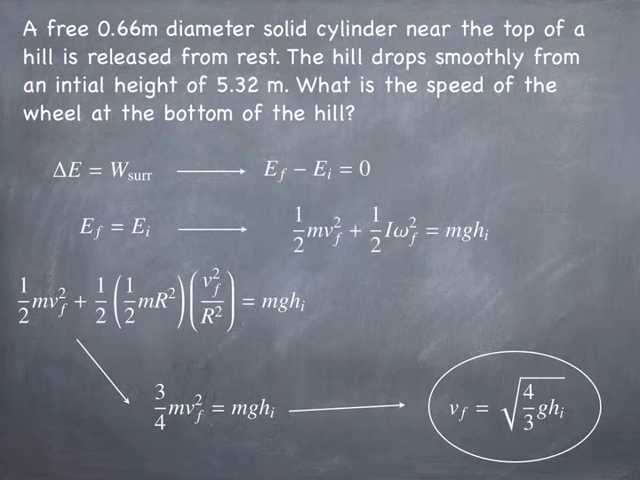 A free 0.66m diameter solid cylinder near the top of a
hill is released from rest. The hill drops smoothly from
an intial height of 5.32 m. What is the speed of the
wheel at the bottom of the hill?
ΔE = W_surr ⟶ E_f − E_i = 0
E_f = E_i ⟶ 1/2 mv_f^2 + 1/2 Iω_f^2 = mgh_i
1/2 mv_f^2 + 1/2 (1/2 mR^2) (v_f^2/R^2) = mgh_i
3/4 mv_f^2 = mgh_i ⟶ v_f = √(4/3 gh_i)